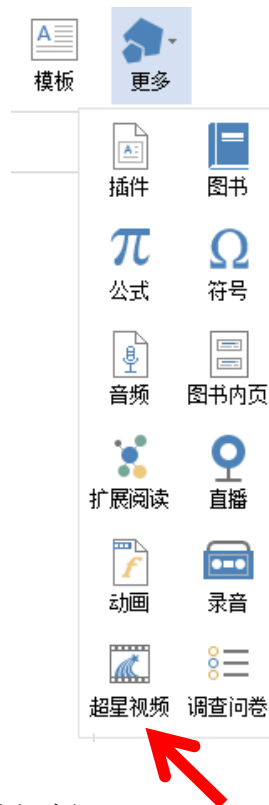 模板 更多
插件 图书
公式 符号
音频 图书内页
扩展阅读 直播
动画 录音
超星视频 调查问卷